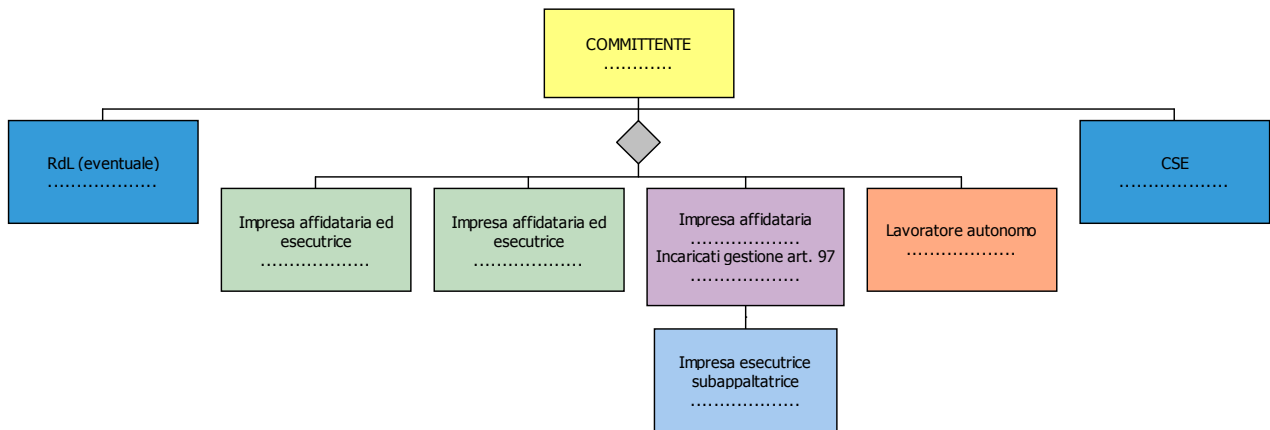 COMMITTENTE
............
RdL (eventuale)
...................
CSE
...................
Impresa affidataria ed
esecutrice
...................
Impresa affidataria ed
esecutrice
...................
Impresa affidataria
...................
Incaricati gestione art. 97
...................
Lavoratore autonomo
...................
Impresa esecutrice
subappaltatrice
...................